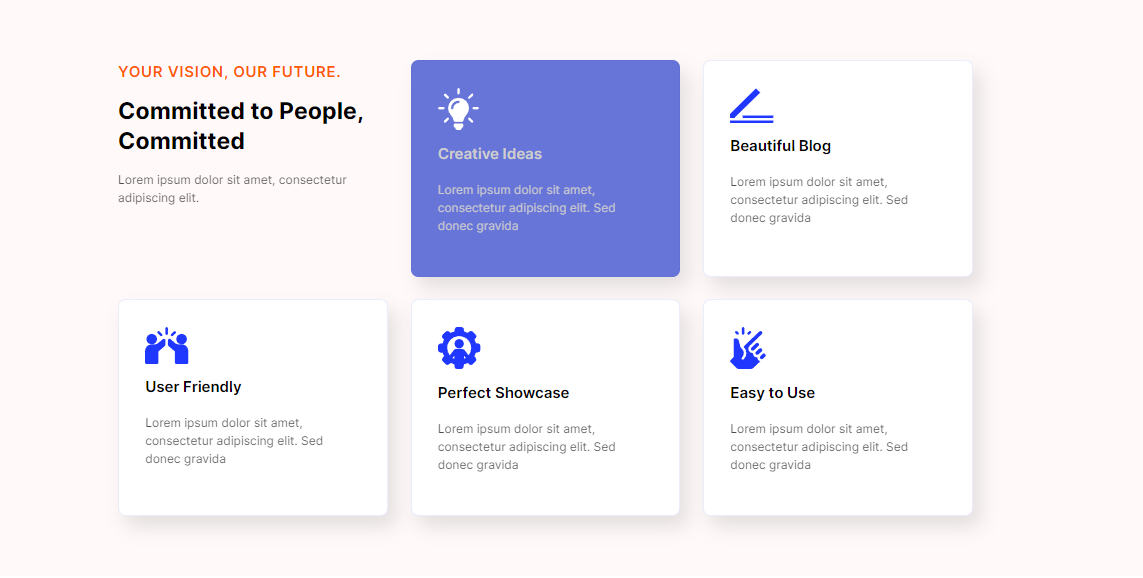 YOUR VISION, OUR FUTURE.
Committed to People,
Committed
Lorem ipsum dolor sit amet, consectetur
adipiscing elit.
Creative Ideas
Lorem ipsum dolor sit amet,
consectetur adipiscing elit. Sed
donec gravida
Beautiful Blog
Lorem ipsum dolor sit amet,
consectetur adipiscing elit. Sed
donec gravida
User Friendly
Lorem ipsum dolor sit amet,
consectetur adipiscing elit. Sed
donec gravida
Perfect Showcase
Lorem ipsum dolor sit amet,
consectetur adipiscing elit. Sed
donec gravida
Easy to Use
Lorem ipsum dolor sit amet,
consectetur adipiscing elit. Sed
donec gravida